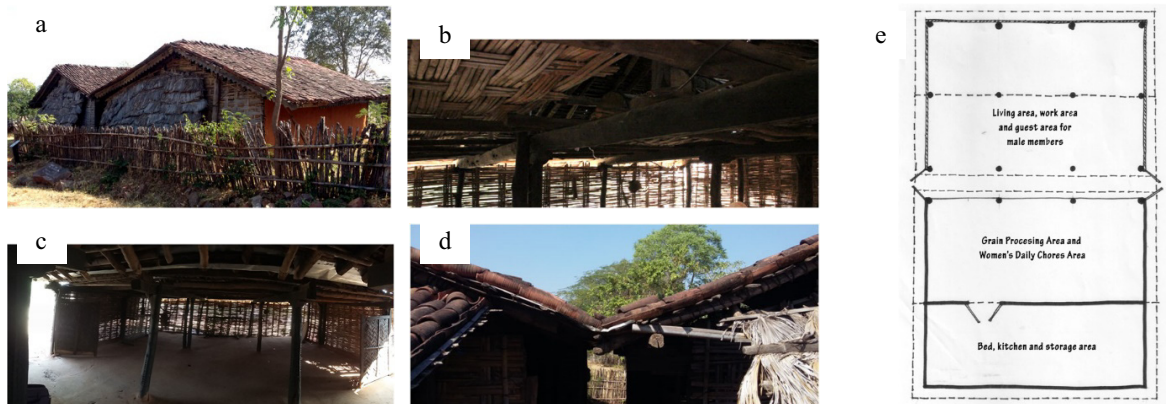 a
b
c
d
e
Living area, work area
and guest area for
male members
Grain Procesing Area and
Women's Daily Chores Area
Bed, kitchen and storage area